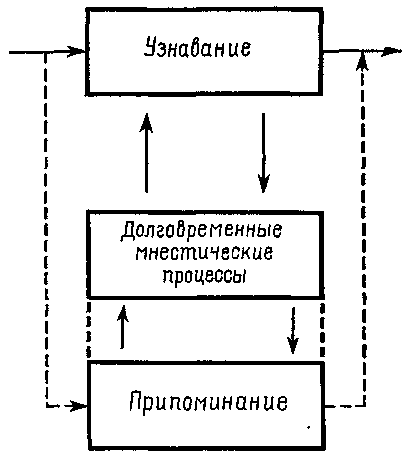 Узнавание
Долговременные
мнестические
процессы
Припоминание